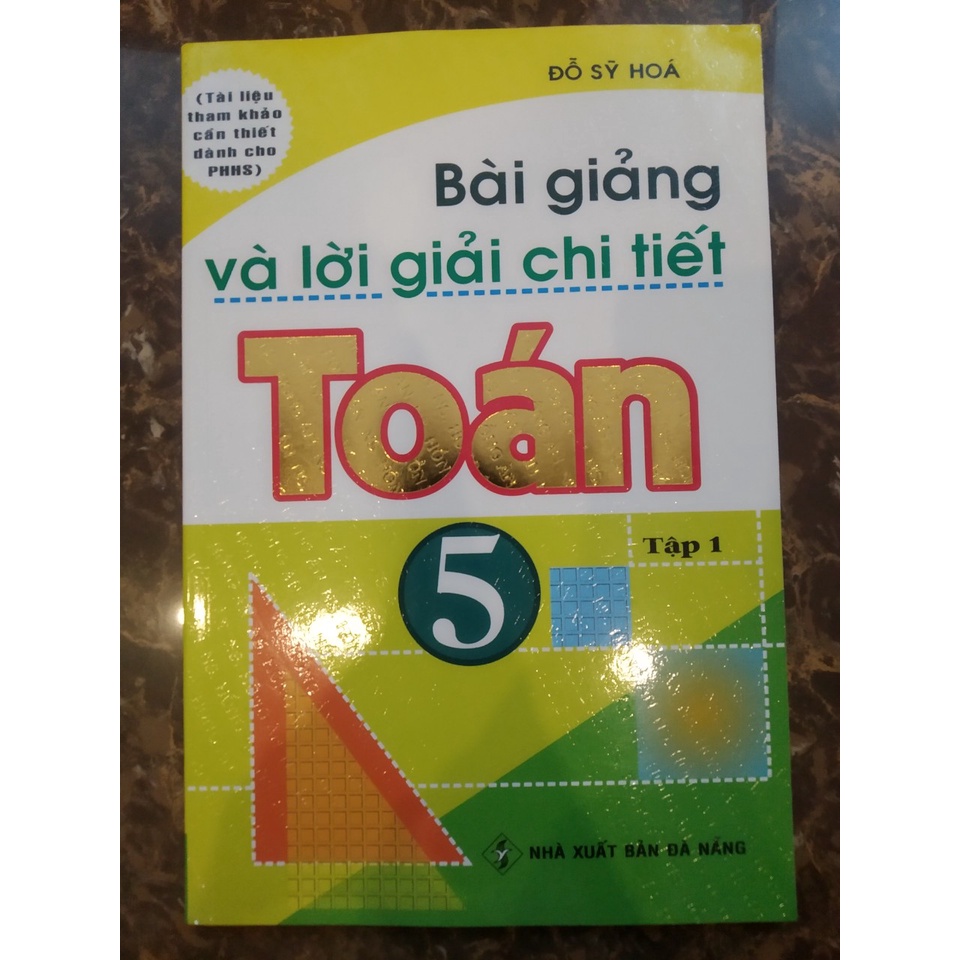 ĐỖ SỸ HOÁ
(Tài liệu
tham khảo
cần thiết
dành cho
PHHS)
Bài giảng
và lời giải chi tiết
Toán
5
Tập 1
NHÀ XUẤT BẢN ĐÀ NẴNG